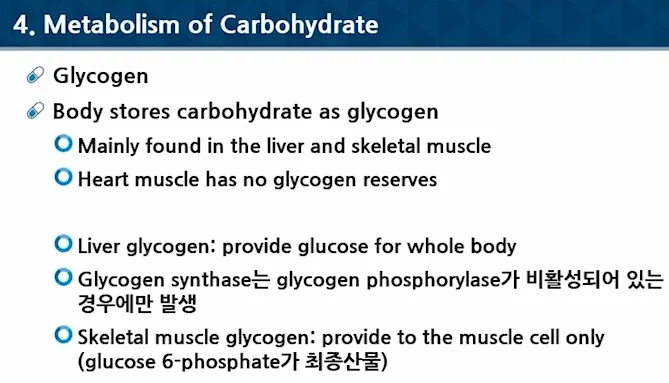 4. Metabolism of Carbohydrate
Glycogen
Body stores carbohydrate as glycogen
Mainly found in the liver and skeletal muscle
Heart muscle has no glycogen reserves
Liver glycogen: provide glucose for whole body
Glycogen synthase는 glycogen phosphorylase가 비활성되어 있는
경우에만 발생
Skeletal muscle glycogen: provide to the muscle cell only
(glucose 6-phosphate가 최종산물)